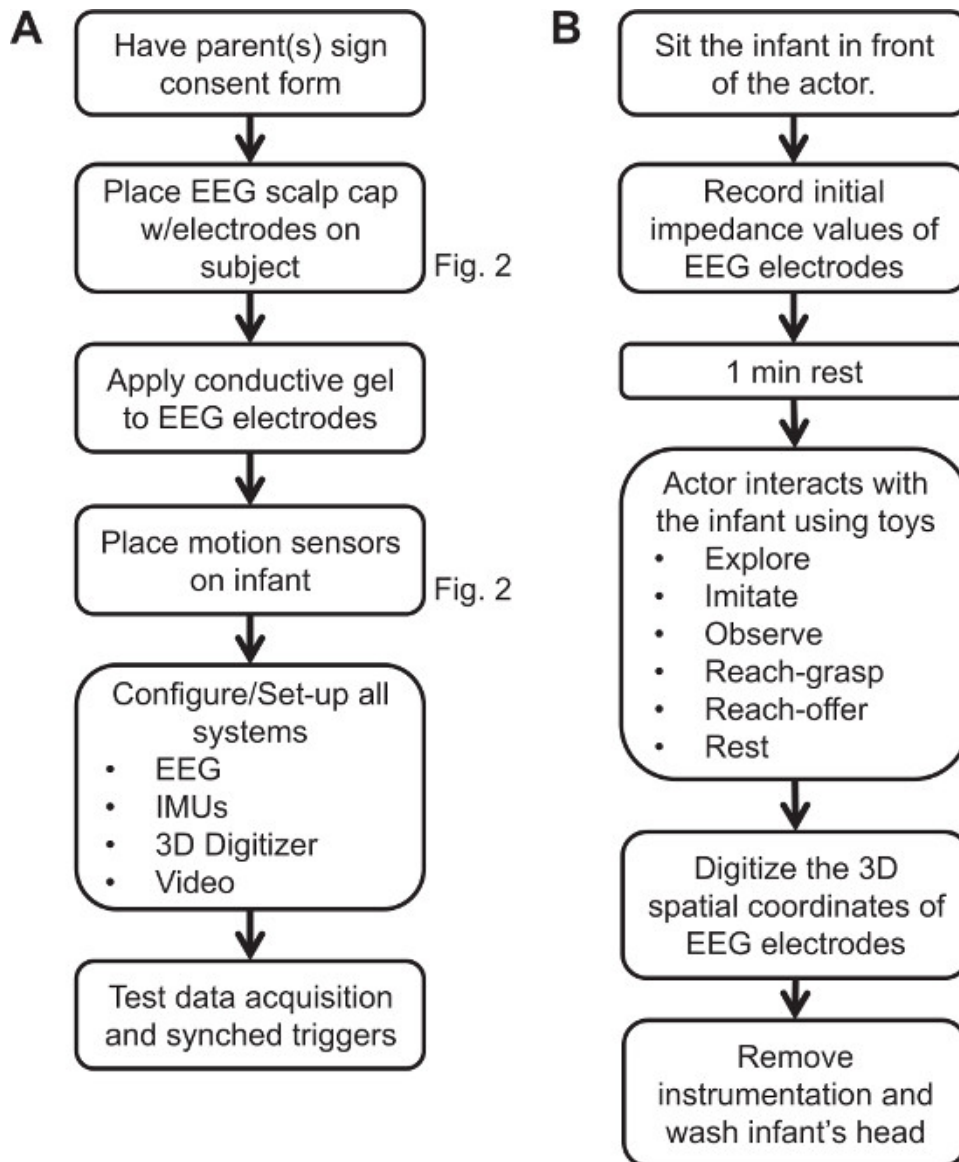 A
Have parent(s) sign
consent form
Place EEG scalp cap
w/electrodes on
subject
Fig. 2
Apply conductive gel
to EEG electrodes
Place motion sensors
on infant
Fig. 2
Configure/Set-up all
systems
• EEG
• IMUs
• 3D Digitizer
• Video
Test data acquisition
and synched triggers
B
Sit the infant in front
of the actor.
Record initial
impedance values of
EEG electrodes
1 min rest
Actor interacts with
the infant using toys
• Explore
• Imitate
• Observe
• Reach-grasp
• Reach-offer
• Rest
Digitize the 3D
spatial coordinates of
EEG electrodes
Remove
instrumentation and
wash infant's head